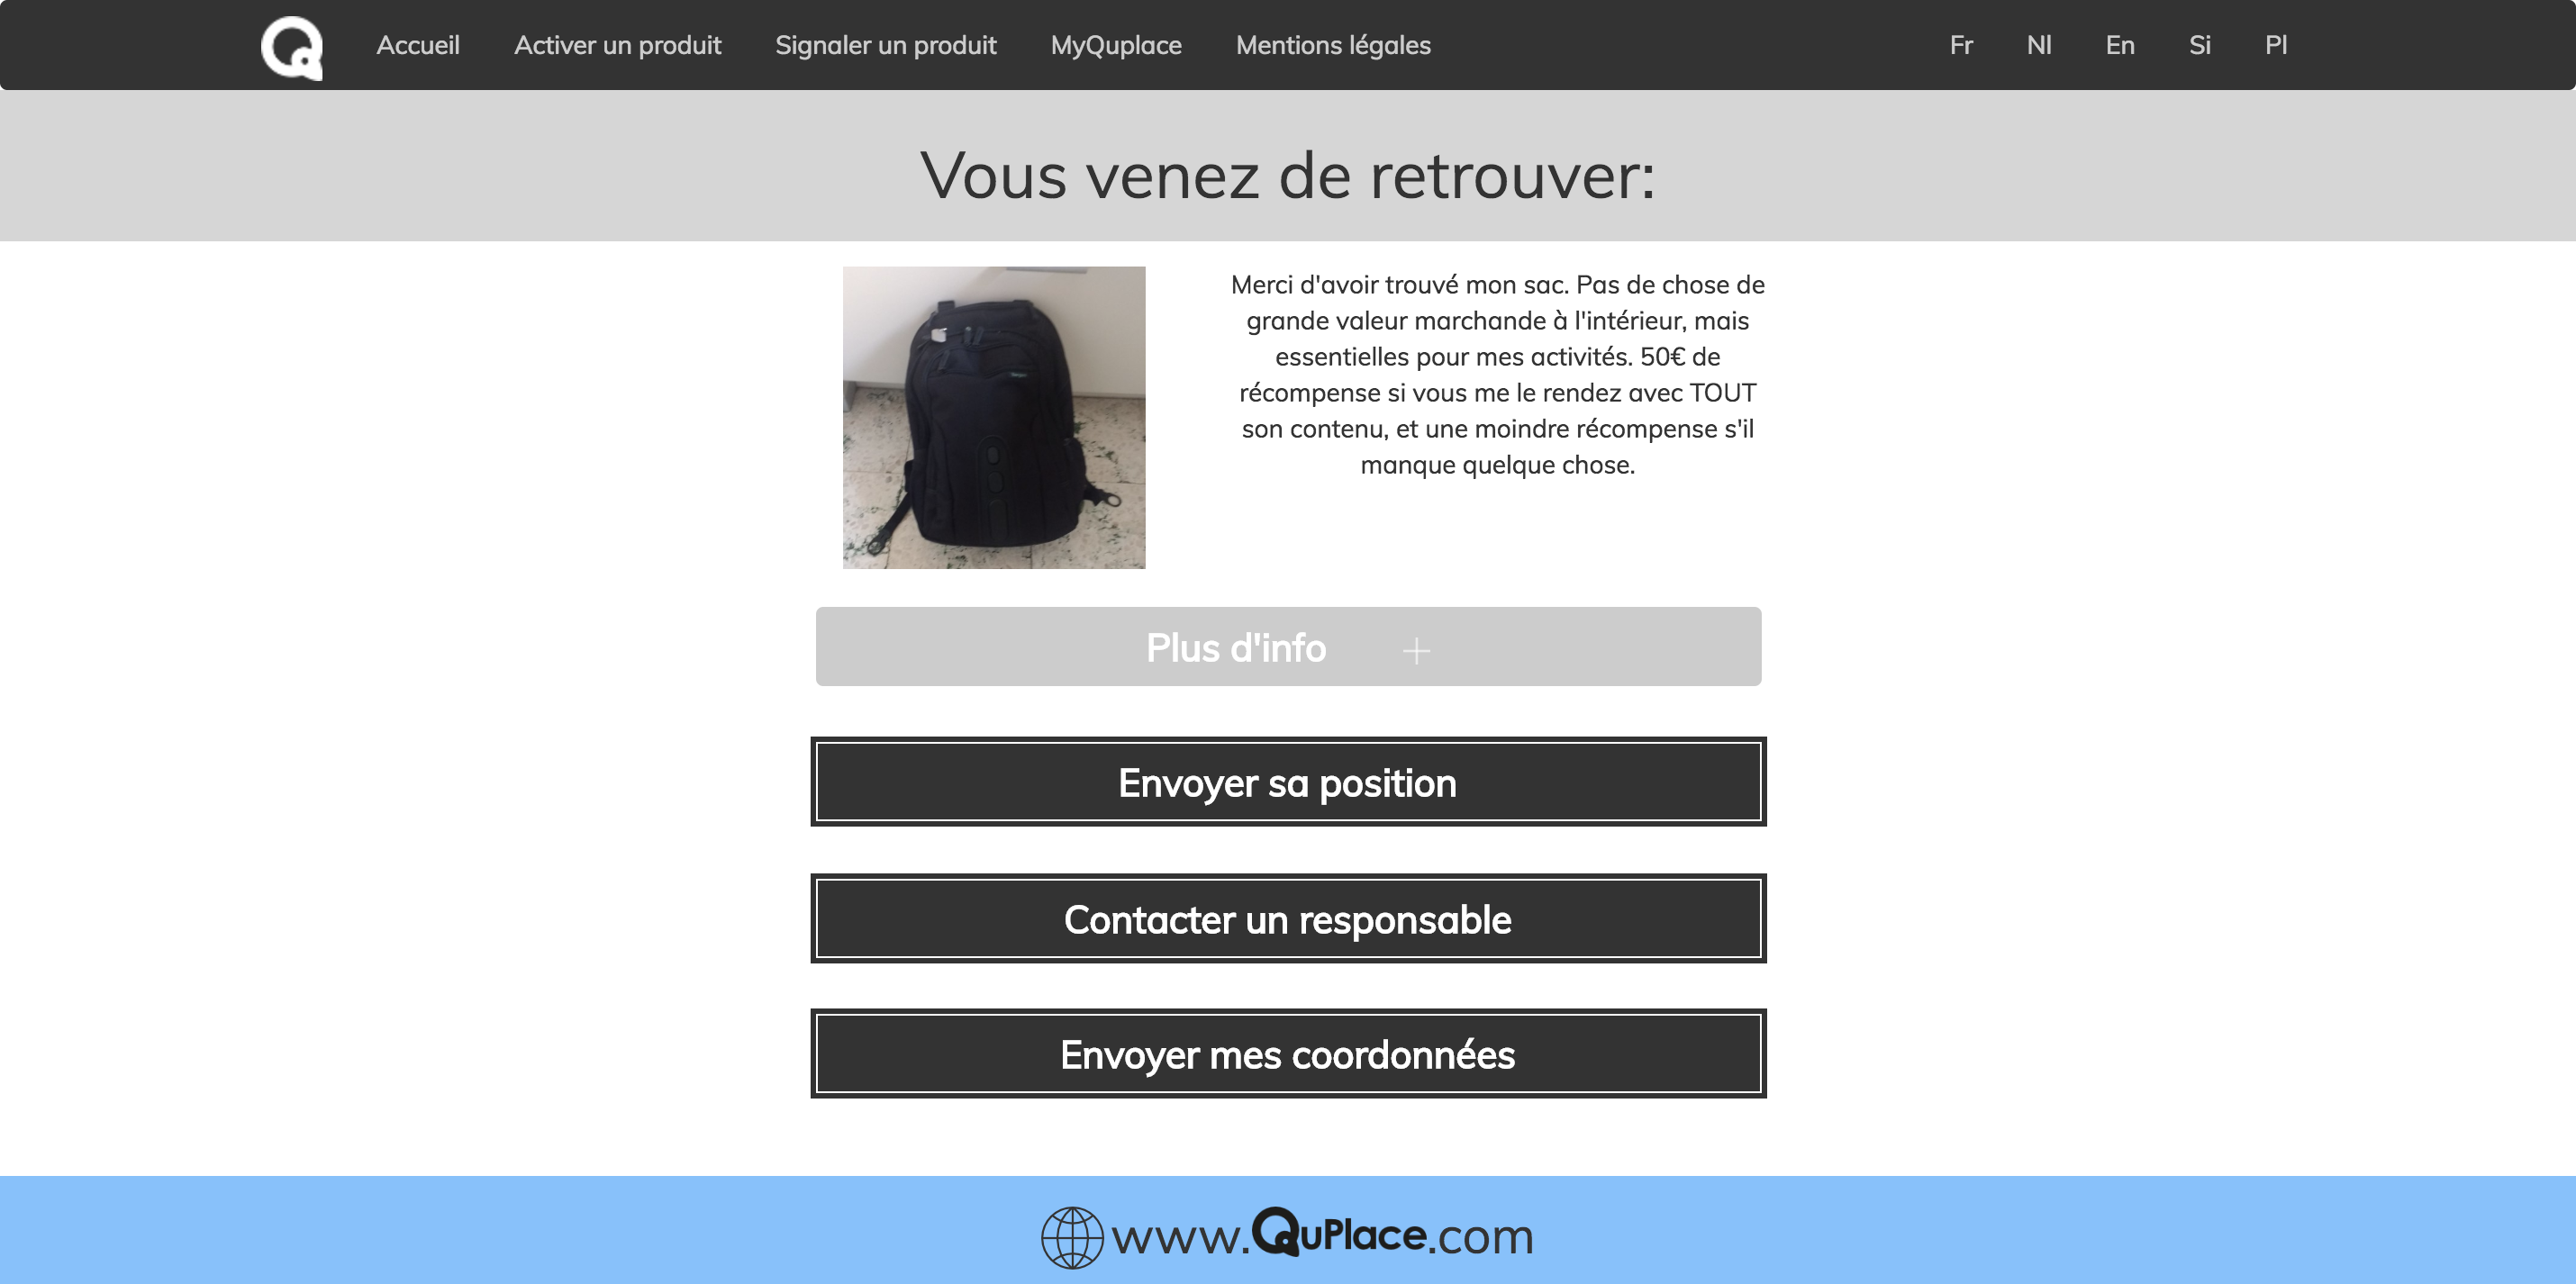 Accueil
Activer un produit
Signaler un produit
MyQuplace
Mentions légales
Fr
Nl
En
Si
Pl
Vous venez de retrouver:
Merci d'avoir trouvé mon sac. Pas de chose de
grande valeur marchande à l'intérieur, mais
essentielles pour mes activités. 50€ de
récompense si vous me le rendez avec TOUT
son contenu, et une moindre récompense s'il
manque quelque chose.
Plus d'info +
Envoyer sa position
Contacter un responsable
Envoyer mes coordonnées
www.QuPlace.com